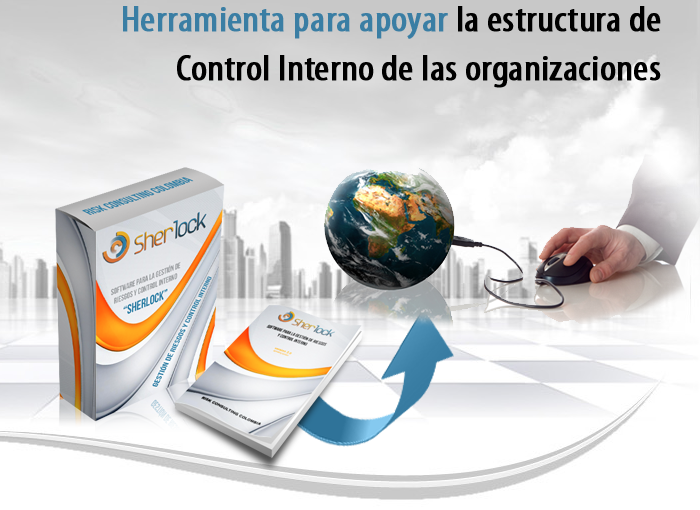 Herramienta para apoyar la estructura de
Control Interno de las organizaciones
RISK CONSULTING COLOMBIA
Sherlock
SOFTWARE PARA LA GESTIÓN DE
RIESGOS Y CONTROL INTERNO
"SHERLOCK"
GESTIÓN DE RIESGOS Y CONTROL INTERNO
Sherlock
SOFTWARE PARA LA GESTIÓN DE RIESGOS
Y CONTROL INTERNO
RISK CONSULTING COLOMBIA